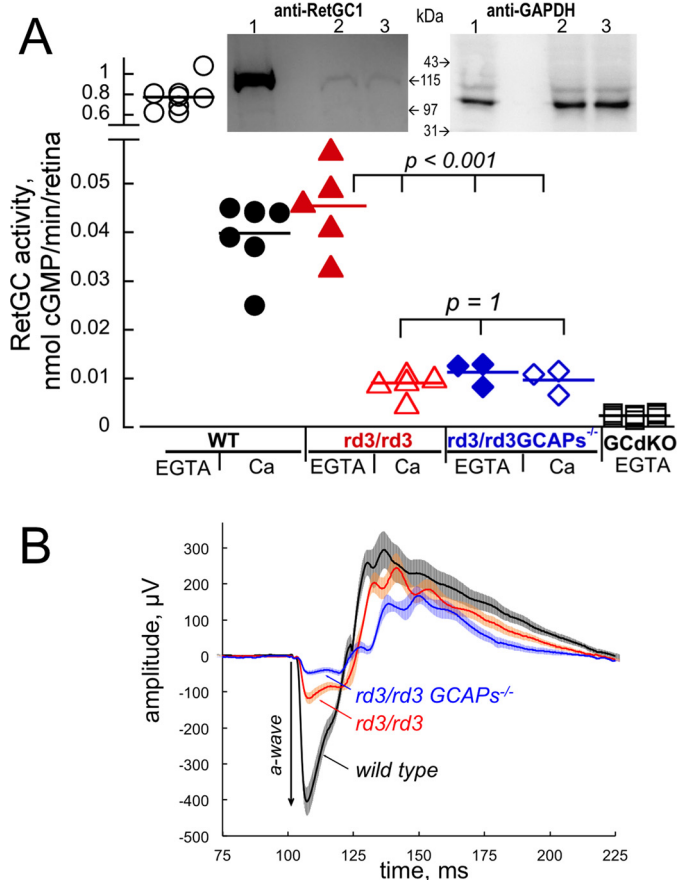 A
anti-RetGC1
kDa
anti-GAPDH
1 2 3
1 2 3
43→
←115
← 97
31→
1
0.8
0.6
0.05
0.04
0.03
0.02
0.01
0
RetGC activity,
nmol cGMP/min/retina
p < 0.001
p = 1
WT rd3/rd3 rd3/rd3GCAPs-/- GCdKO
EGTA Ca EGTA Ca EGTA Ca EGTA
B
300
200
100
0
-100
-200
-300
-400
-500
amplitude, µV
a-wave
rd3/rd3 GCAPs-/-
rd3/rd3
wild type
75 100 125 150 175 200 225
time, ms